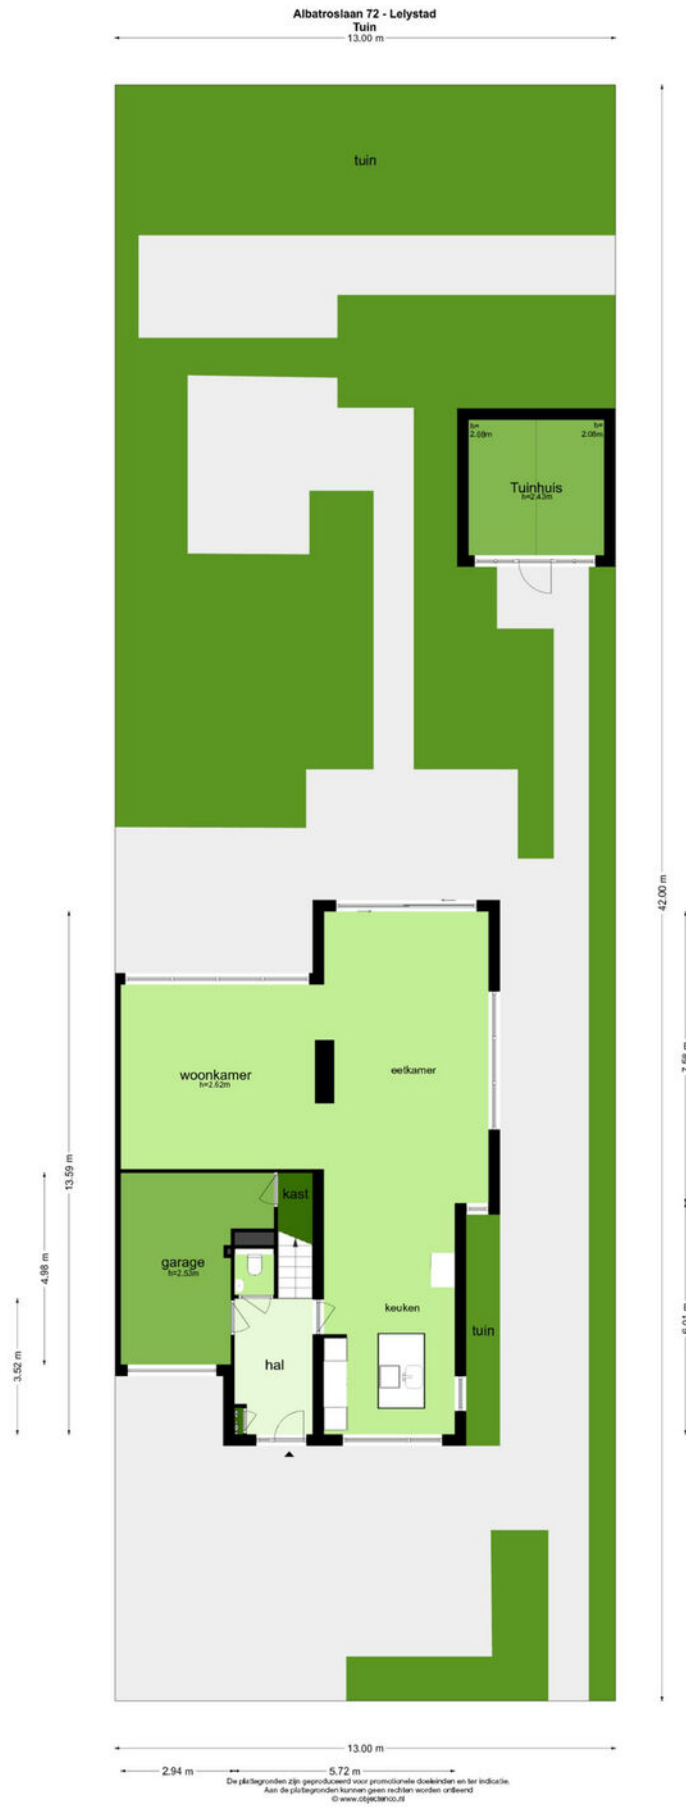 Albatroslaan 72 - Lelystad
Tuin
13.00 m
tuin
h=
2.68m
h=
2.06m
Tuinhuis
h=2.43m
42.00 m
woonkamer
h=2.62m
eetkamer
13.59 m
kast
garage
h=2.53m
4.98 m
keuken
tuin
3.52 m
hal
13.00 m
2.94 m
5.72 m
De plattegronden zijn geproduceerd voor promotionele doeleinden en ter indicatie.
Aan de plattegronden kunnen geen rechten worden ontleend
© www.objectenco.nl